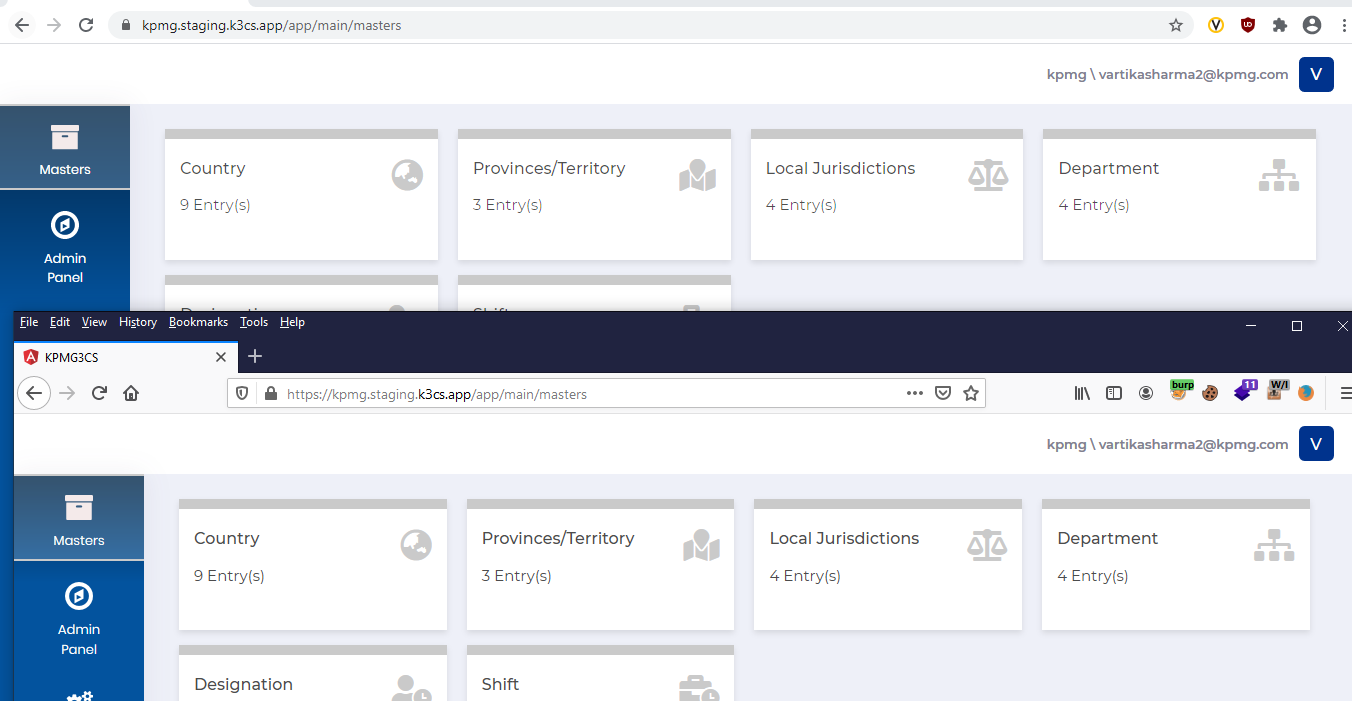 kpmg.staging.k3cs.app/app/main/masters
V
UD
kpmg \ vartikasharma2@kpmg.com
V
Masters
Admin
Panel
Country
9 Entry(s)
Provinces/Territory
3 Entry(s)
Local Jurisdictions
4 Entry(s)
Department
4 Entry(s)
Designation
Shift
File Edit View History Bookmarks Tools Help
KPMG3CS
https://kpmg.staging.k3cs.app/app/main/masters
burp
11
W/I
kpmg \ vartikasharma2@kpmg.com
V
Masters
Admin
Panel
Country
9 Entry(s)
Provinces/Territory
3 Entry(s)
Local Jurisdictions
4 Entry(s)
Department
4 Entry(s)
Designation
Shift